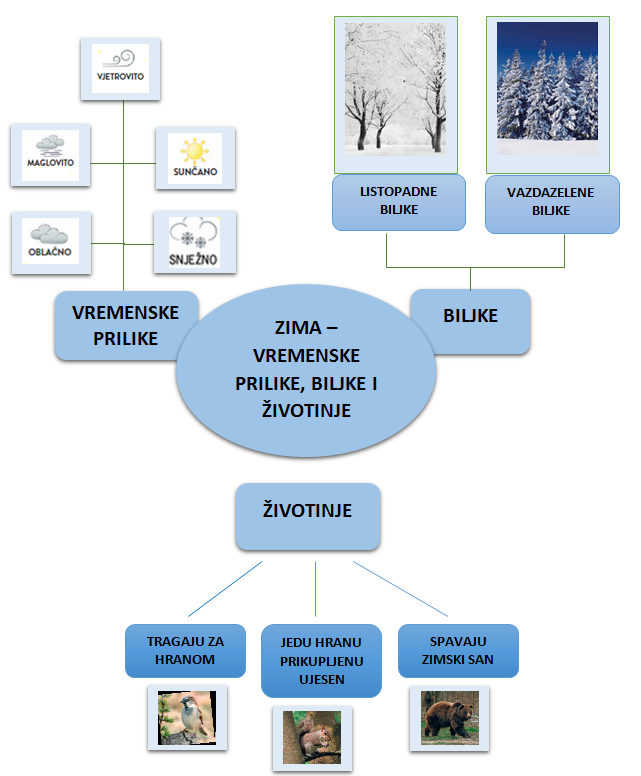 VJETROVITO
MAGLOVITO
SUNČANO
OBLAČNO
SNJEŽNO
VREMENSKE
PRILIKE
LISTOPADNE
BILJKE
VAZDAZELENE
BILJKE
BILJKE
ZIMA –
VREMENSKE
PRILIKE, BILJKE I
ŽIVOTINJE
ŽIVOTINJE
TRAGAJU ZA
HRANOM
JEDU HRANU
PRIKUPLJENU
UJESEN
SPAVAJU
ZIMSKI SAN